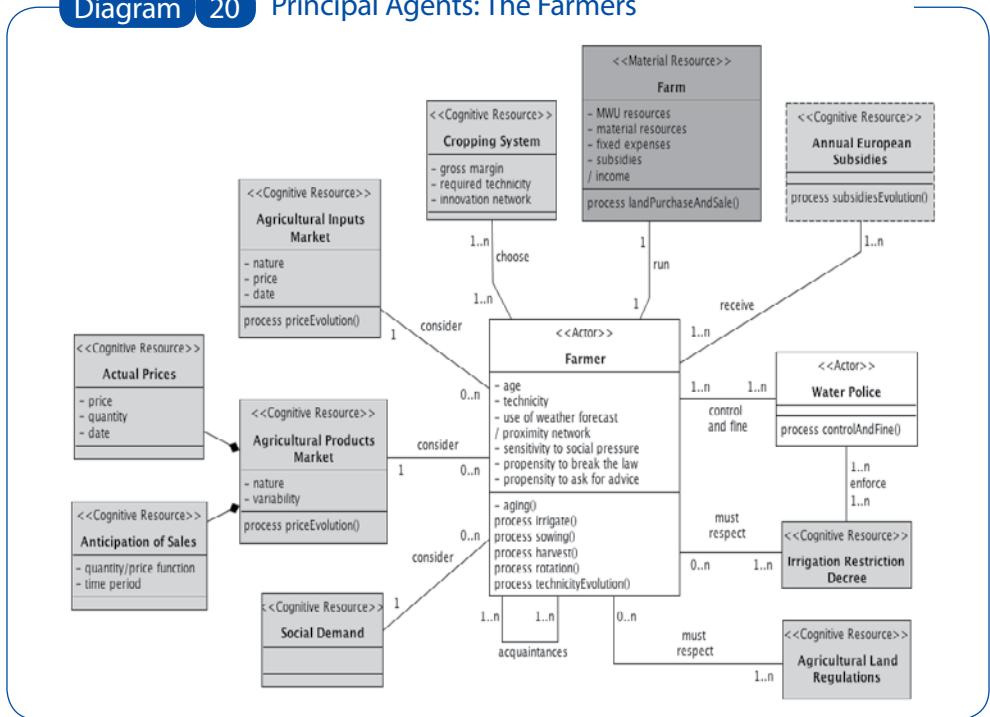 Diagram 20 Principal Agents: The Farmers
<<Material Resource>>
Farm
– MWU resources
– material resources
– fixed expenses
– subsidies
/ income
process landPurchaseAndSale()
<<Cognitive Resource>>
Cropping System
– gross margin
– required technicity
– innovation network
<<Cognitive Resource>>
Annual European
Subsidies
process subsidiesEvolution()
<<Cognitive Resource>>
Agricultural Inputs
Market
– nature
– price
– date
process priceEvolution()
1..n
choose
1..n
1
run
1
1..n
receive
1..n
consider
1
0..n
<<Actor>>
Farmer
– age
– technicity
– use of weather forecast
/ proximity network
– sensitivity to social pressure
– propensity to break the law
– propensity to ask for advice
– aging()
process irrigate()
process sowing()
process harvest()
process rotation()
process technicityEvolution()
<<Cognitive Resource>>
Actual Prices
– price
– quantity
– date
<<Cognitive Resource>>
Agricultural Products
Market
– nature
– variability
process priceEvolution()
consider
1
0..n
<<Cognitive Resource>>
Anticipation of Sales
– quantity/price function
– time period
1..n
1..n
control
and fine
<<Actor>>
Water Police
process controlAndFine()
1..n
enforce
1..n
0..n
consider
1
<<Cognitive Resource>>
Social Demand
must
respect
0..n
1..n
<<Cognitive Resource>>
Irrigation Restriction
Decree
1..n
1..n
acquaintances
0..n
must
respect
1..n
<<Cognitive Resource>>
Agricultural Land
Regulations